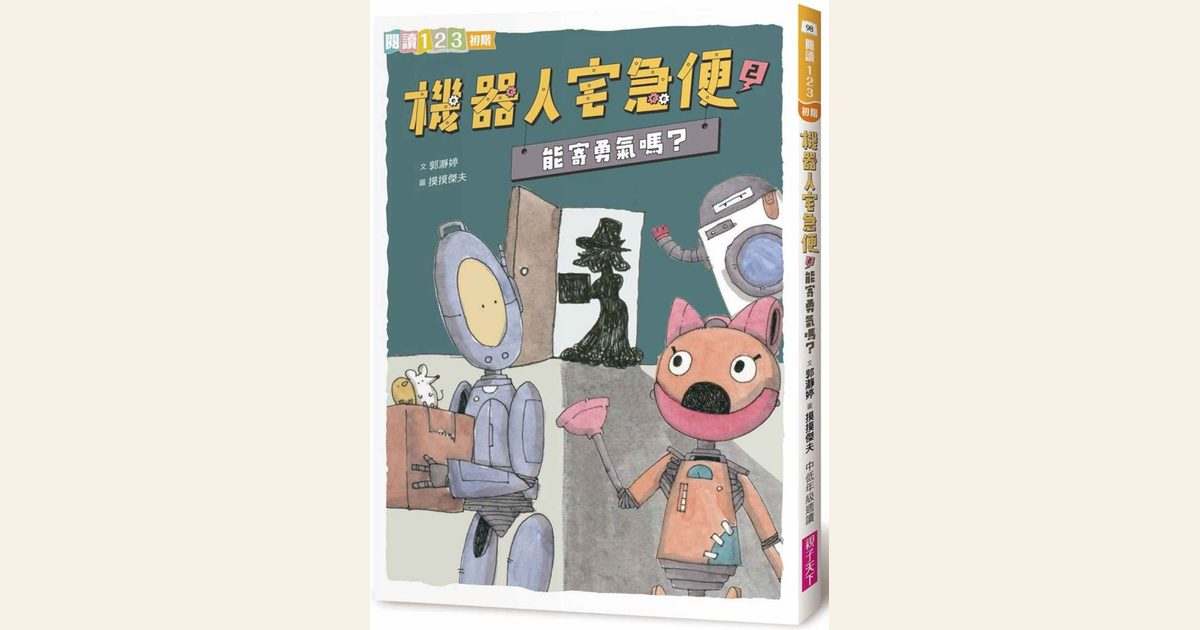 閱讀123初階
機器人宅急便2
能寄勇氣嗎?
文 郭瀞婷
圖 摸摸傑夫
98
閱讀123
初階
機器人宅急便2
能寄勇氣嗎?
文 郭瀞婷 圖 摸摸傑夫
中低年級適讀
親子天下